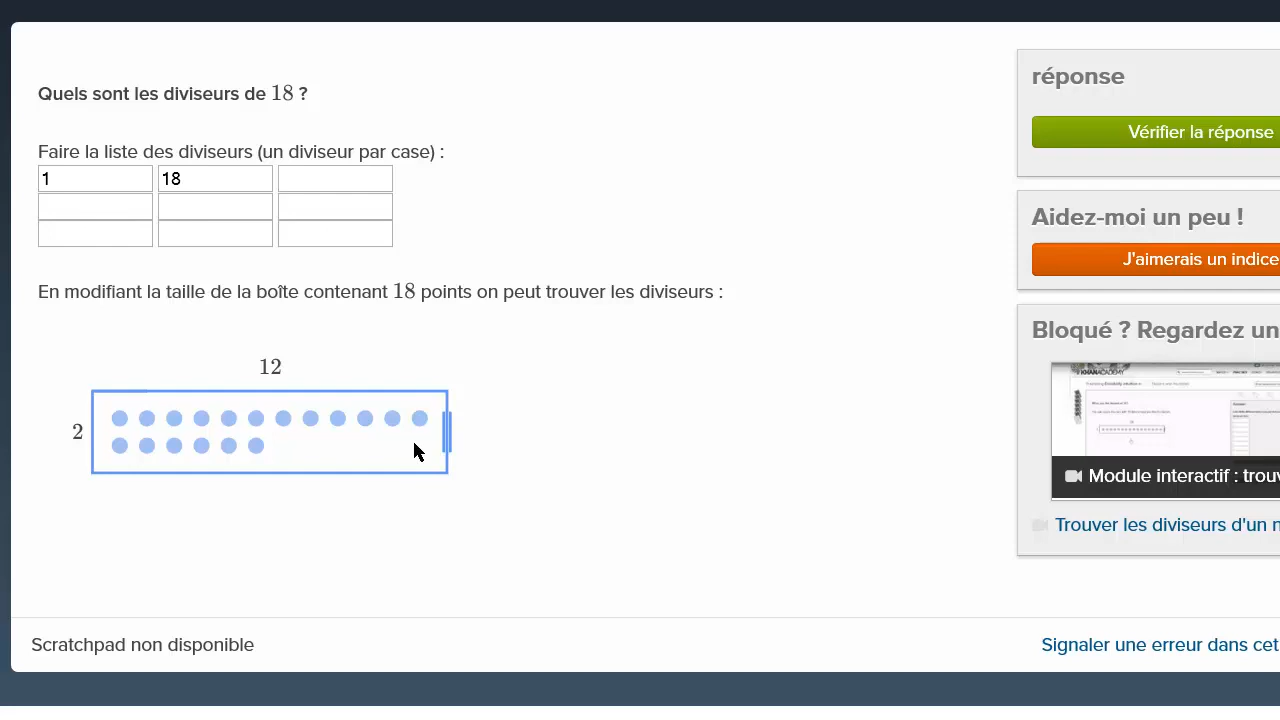 Quels sont les diviseurs de 18 ?
Faire la liste des diviseurs (un diviseur par case) :
1 18
En modifiant la taille de la boîte contenant 18 points on peut trouver les diviseurs :
12
2
Scratchpad non disponible
réponse
Vérifier la réponse
Aidez-moi un peu !
J'aimerais un indice
Bloqué ? Regardez un
KHANACADEMY
Module interactif : trouv
Trouver les diviseurs d'un n
Signaler une erreur dans cet